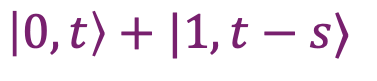 |0, t⟩ + |1, t − s⟩